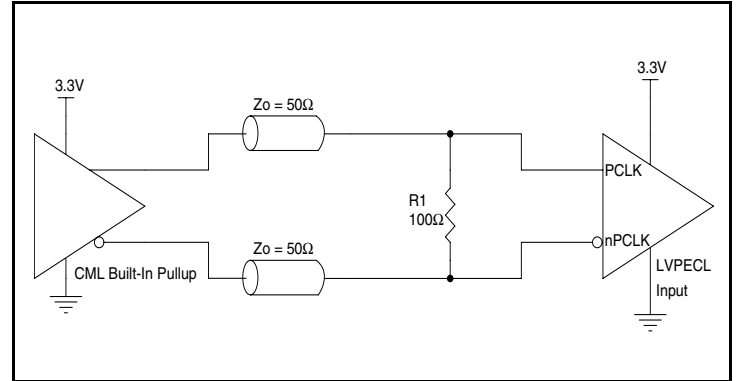 3.3V
3.3V
Zo = 50Ω
PCLK
R1
100Ω
nPCLK
Zo = 50Ω
CML Built-In Pullup
LVPECL
Input